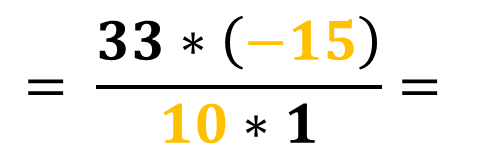 33 * (−15)
= =
10 * 1